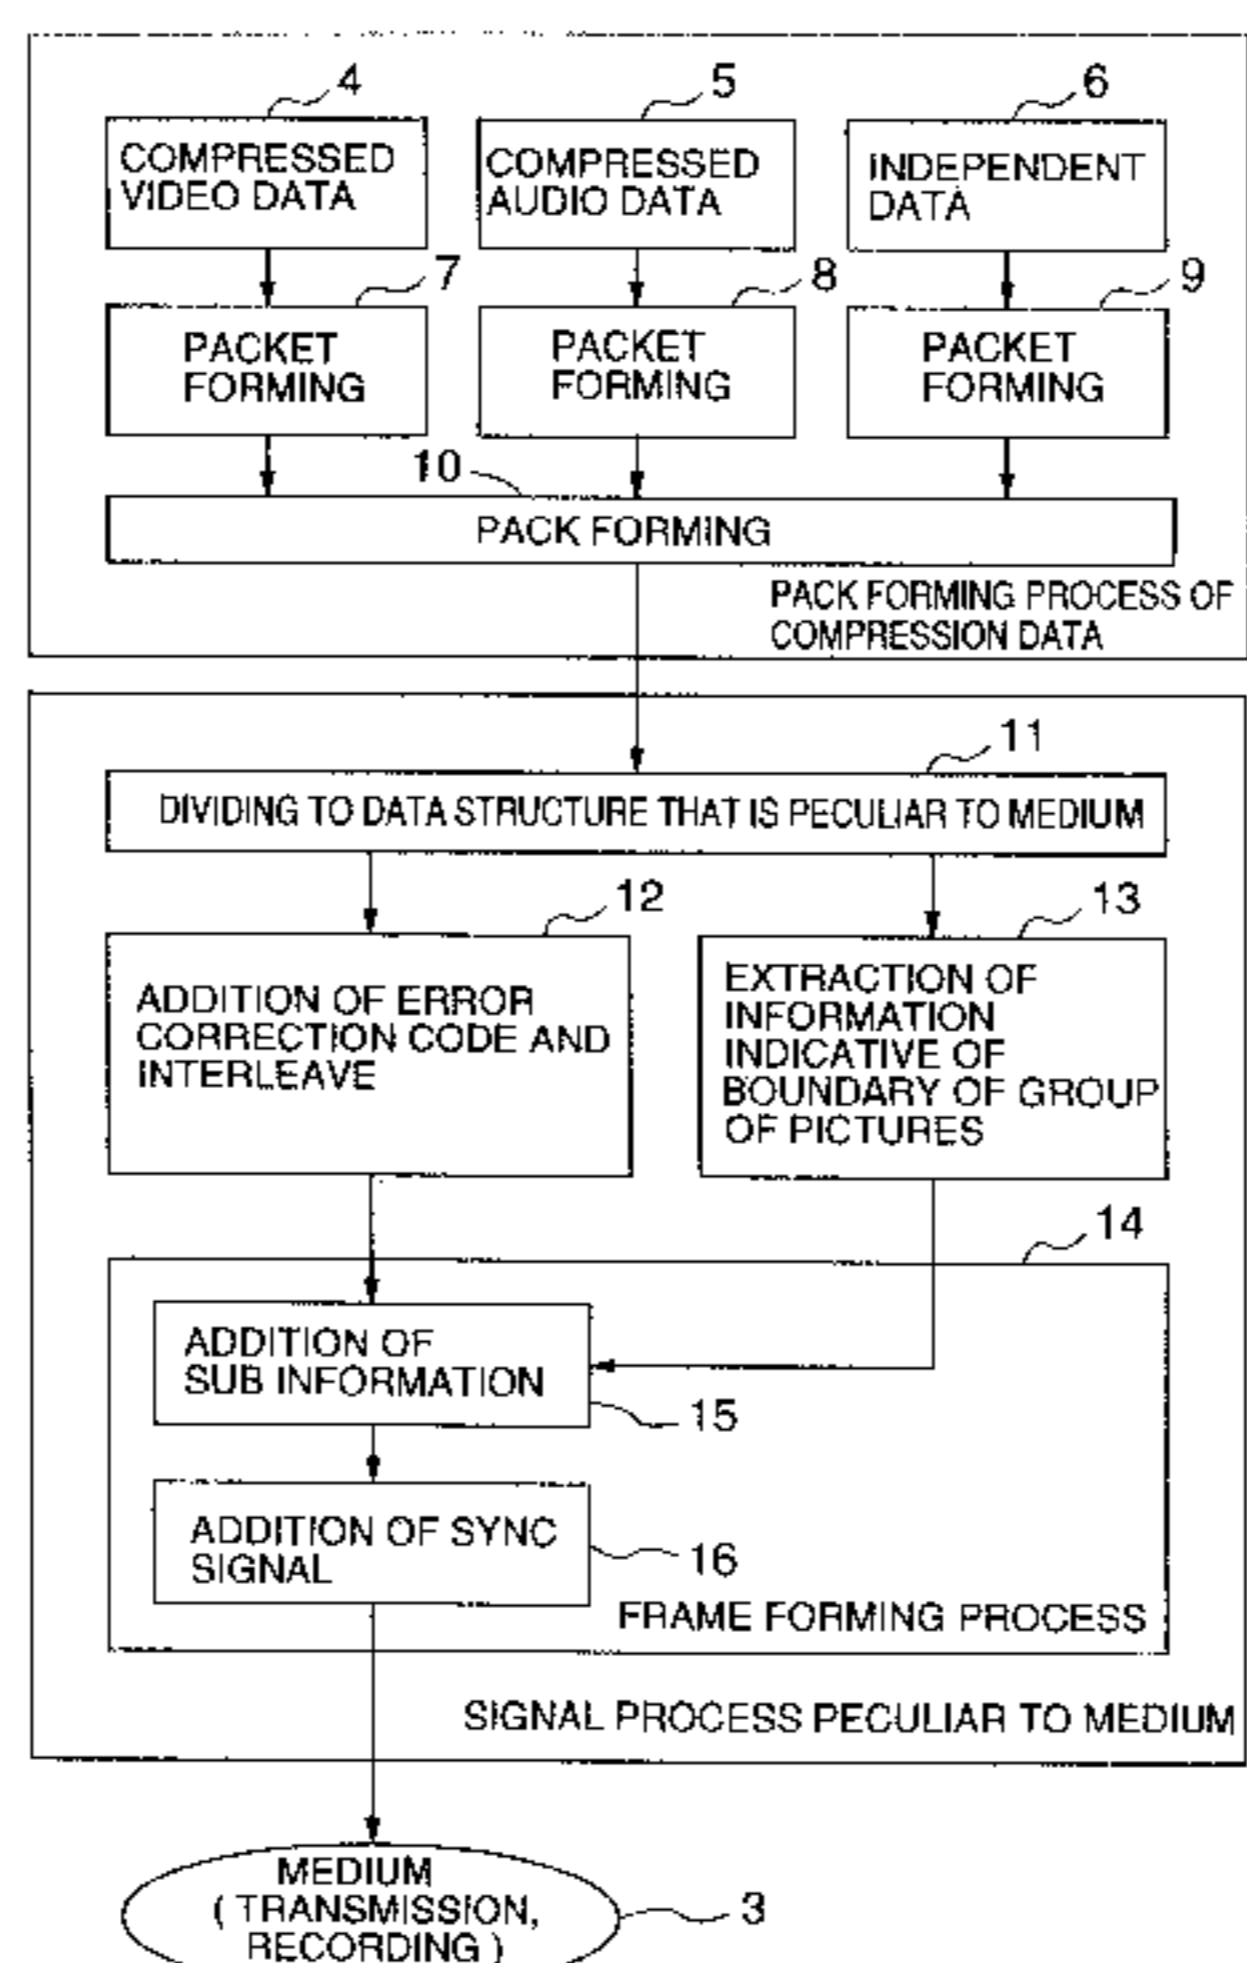 4
5
6
COMPRESSED
VIDEO DATA
COMPRESSED
AUDIO DATA
INDEPENDENT
DATA
7
8
9
PACKET
FORMING
PACKET
FORMING
PACKET
FORMING
10
PACK FORMING
PACK FORMING PROCESS OF
COMPRESSION DATA
11
DIVIDING TO DATA STRUCTURE THAT IS PECULIAR TO MEDIUM
12
13
ADDITION OF ERROR
CORRECTION CODE AND
INTERLEAVE
EXTRACTION OF
INFORMATION
INDICATIVE OF
BOUNDARY OF GROUP
OF PICTURES
14
ADDITION OF
SUB INFORMATION
15
ADDITION OF SYNC
SIGNAL
16
FRAME FORMING PROCESS
SIGNAL PROCESS PECULIAR TO MEDIUM
MEDIUM
( TRANSMISSION,
RECORDING )
3